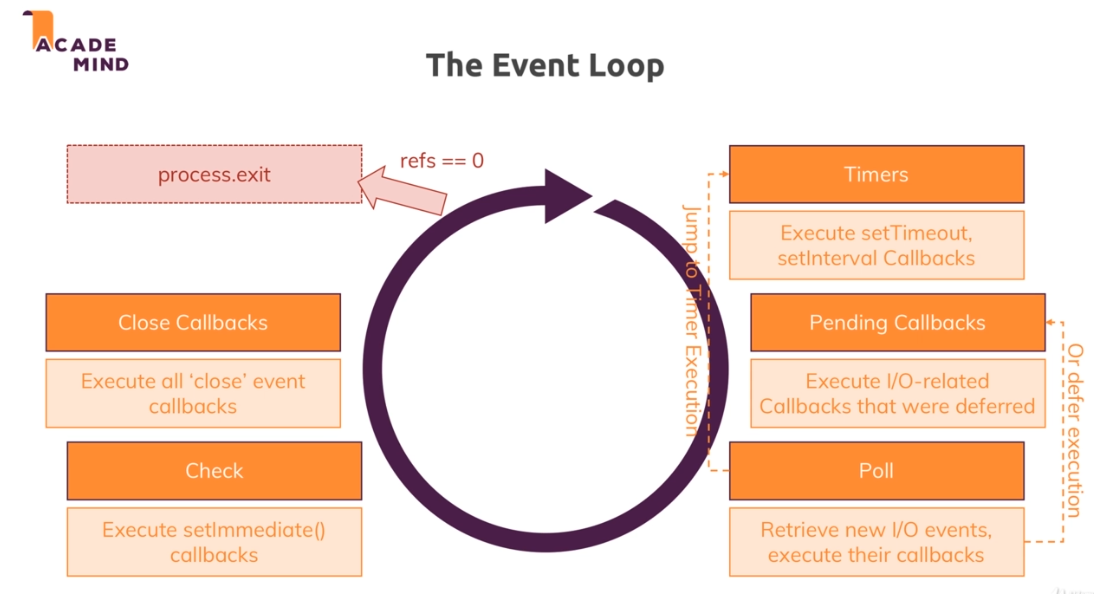 ACADE
MIND
The Event Loop
process.exit
refs == 0
Timers
Execute setTimeout,
setInterval Callbacks
Jump to Timer Execution
Close Callbacks
Execute all ‘close’ event
callbacks
Pending Callbacks
Execute I/O-related
Callbacks that were deferred
Or defer execution
Check
Execute setImmediate()
callbacks
Poll
Retrieve new I/O events,
execute their callbacks